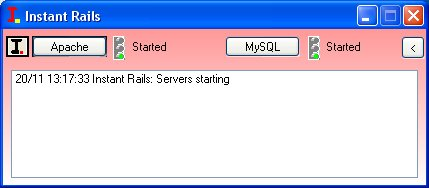 Instant Rails
I. Apache Started MySQL Started <
20/11 13:17:33 Instant Rails: Servers starting